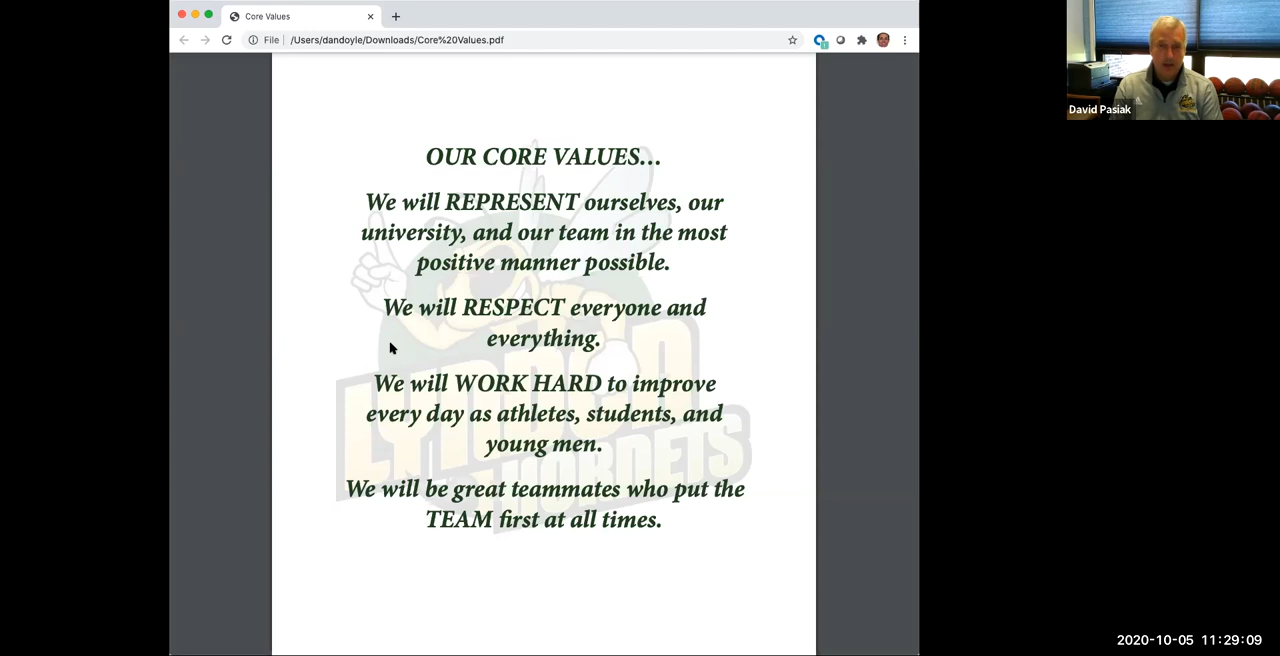 Core Values
File
/Users/dandoyle/Downloads/Core%20Values.pdf
David Pasiak
OUR CORE VALUES...
We will REPRESENT ourselves, our
university, and our team in the most
positive manner possible.
We will RESPECT everyone and
everything.
We will WORK HARD to improve
every day as athletes, students, and
young men.
We will be great teammates who put the
TEAM first at all times.
LYNDON
HORNETS
2020-10-05 11:29:09